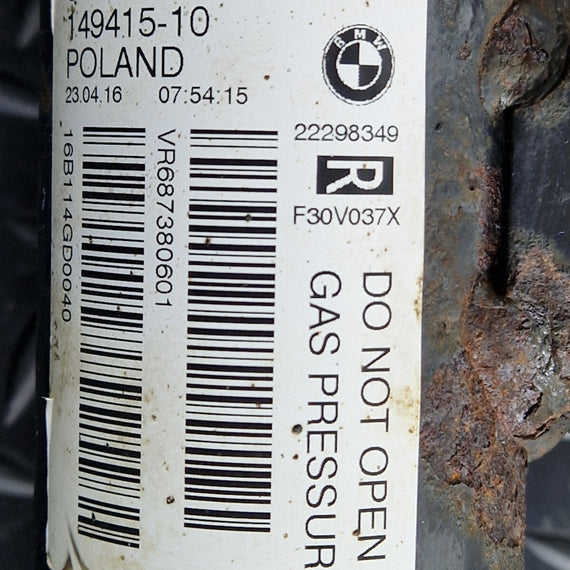 149415-10
POLAND
23.04.16 07:54:15
BMW
22298349
R
F30V037X
16B114GD0040
VR687380601
DO NOT OPEN
GAS PRESSUR